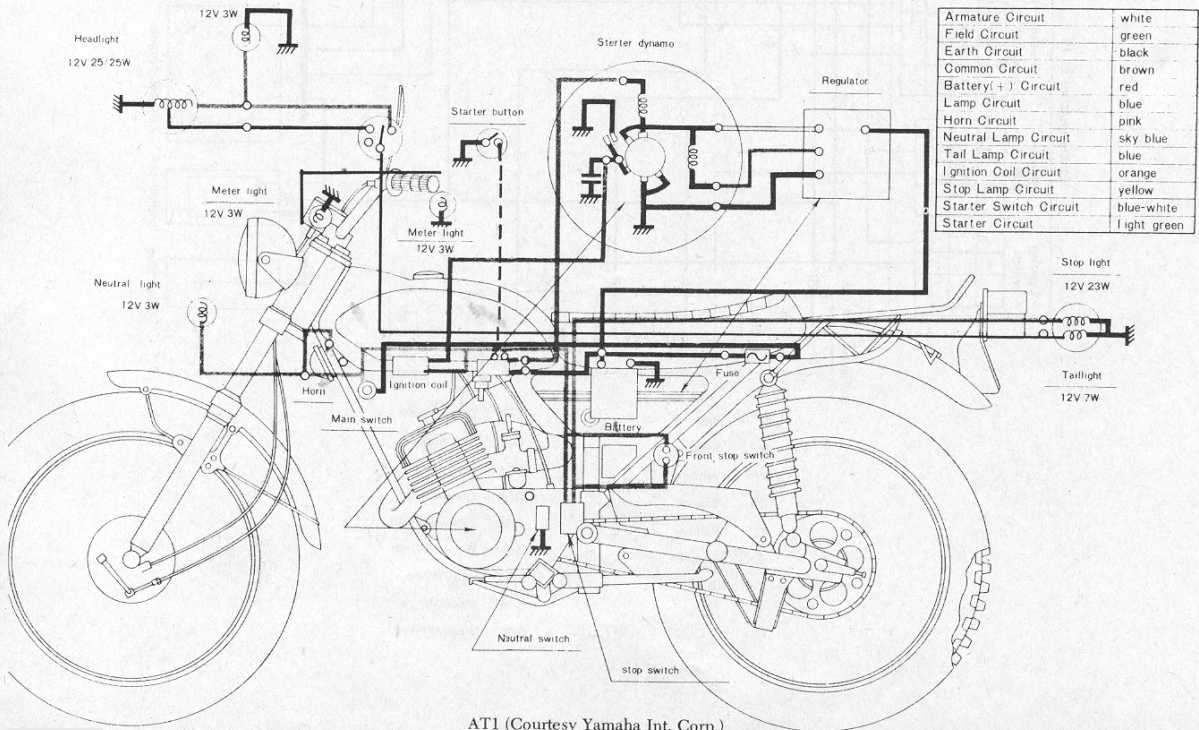 12V 3W
Headlight
12V 25/25W
Sterter dynamo
Regulator
Starter button
Armature Circuit white
Field Circuit green
Earth Circuit black
Common Circuit brown
Battery(+) Circuit red
Lamp Circuit blue
Horn Circuit pink
Neutral Lamp Circuit sky blue
Tail Lamp Circuit blue
Ignition Coil Circuit orange
Stop Lamp Circuit yellow
Starter Switch Circuit blue-white
Starter Circuit light green
Meter light
12V 3W
Meter light
12V 3W
Neutral light
12V 3W
Stop light
12V 23W
Taillight
12V 7W
Horn
Ignition coil
Main switch
Fuse
Battery
Front stop switch
Neutral switch
stop switch
AT1 (Courtesy Yamaha Int. Corp.)